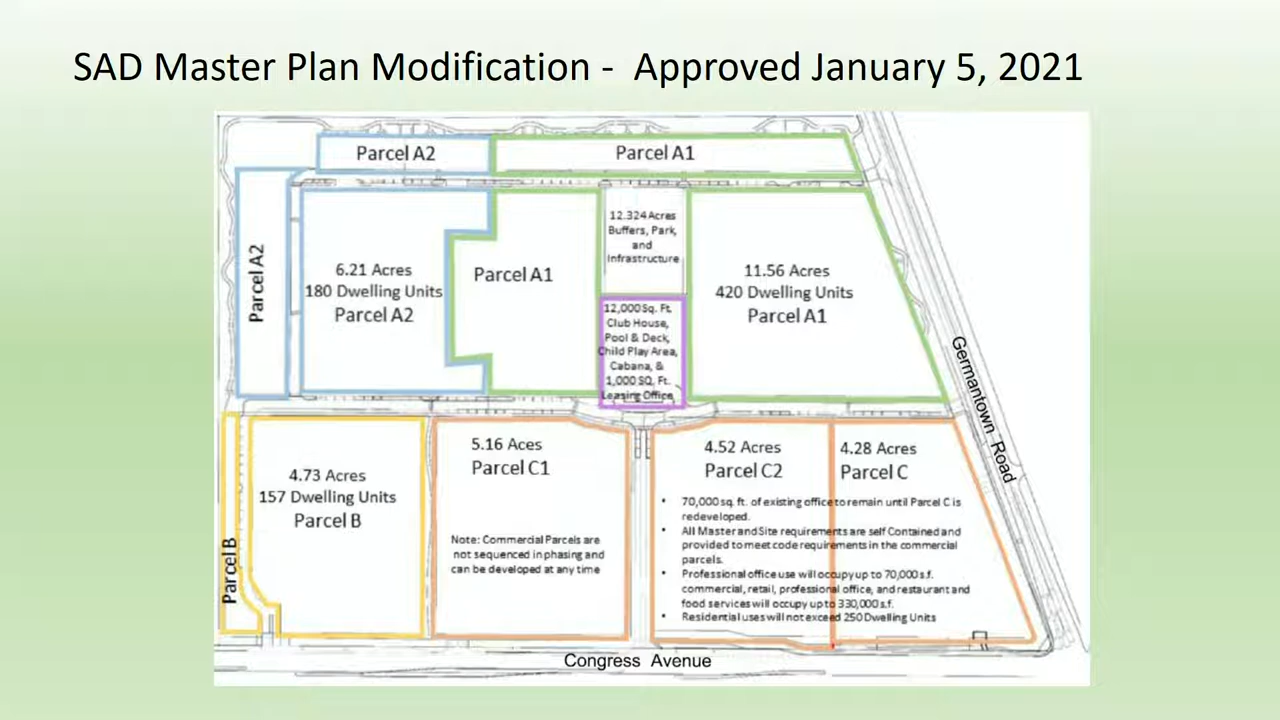 SAD Master Plan Modification - Approved January 5, 2021
Parcel A2
Parcel A1
Parcel A2
6.21 Acres
180 Dwelling Units
Parcel A2
Parcel A1
12.324 Acres
Buffers, Park,
and
Infrastructure
12,000 Sq. Ft.
Club House,
Pool & Deck,
Child Play Area,
Cabana, &
1,000 SQ. Ft.
Leasing Office
11.56 Acres
420 Dwelling Units
Parcel A1
Germantown Road
Parcel B
4.73 Acres
157 Dwelling Units
Parcel B
5.16 Aces
Parcel C1
Note: Commercial Parcels are
not sequenced in phasing and
can be developed at any time
4.52 Acres
Parcel C2
4.28 Acres
Parcel C
• 70,000 sq. ft. of existing office to remain until Parcel C is
redeveloped.
• All Master and Site requirements are self Contained and
provided to meet code requirements in the commercial
parcels.
• Professional office use will occupy up to 70,000 s.f.
commercial, retail, professional office, and restaurant and
food services will occupy up to 330,000 s.f.
• Residential uses will not exceed 250 Dwelling Units
Congress Avenue